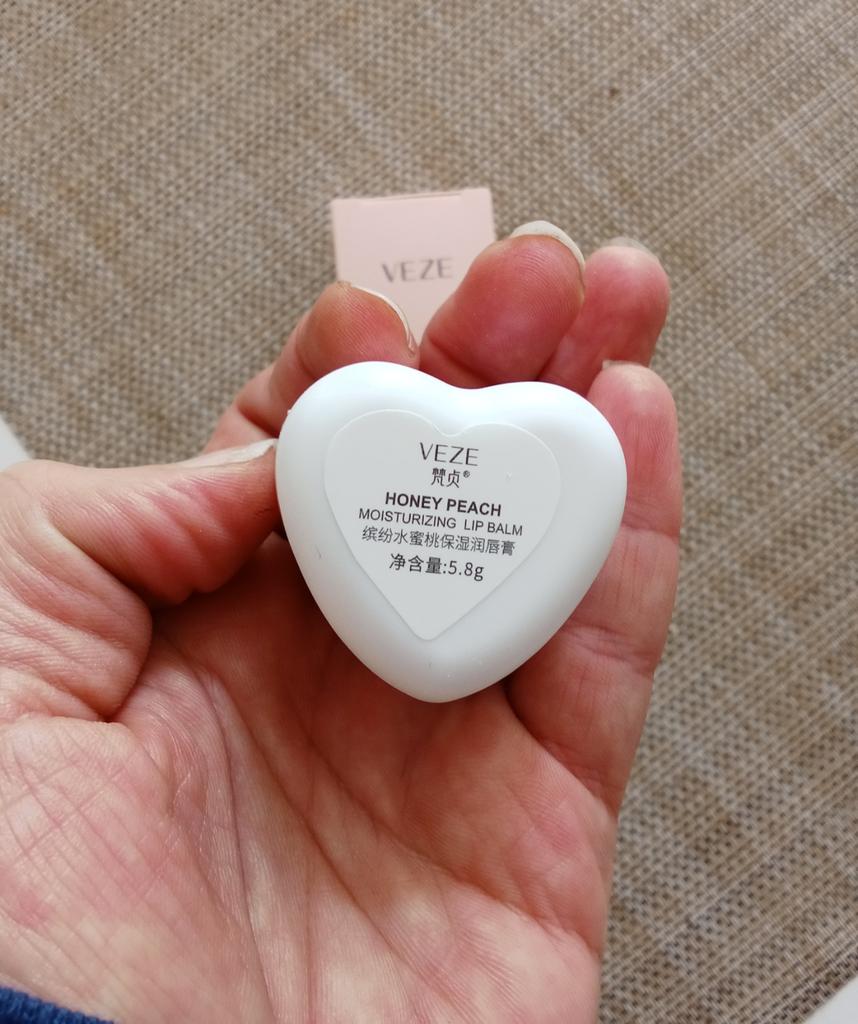 VEZE
VEZE
梵贞®
HONEY PEACH
MOISTURIZING LIP BALM
缤纷水蜜桃保湿润唇膏
净含量:5.8g